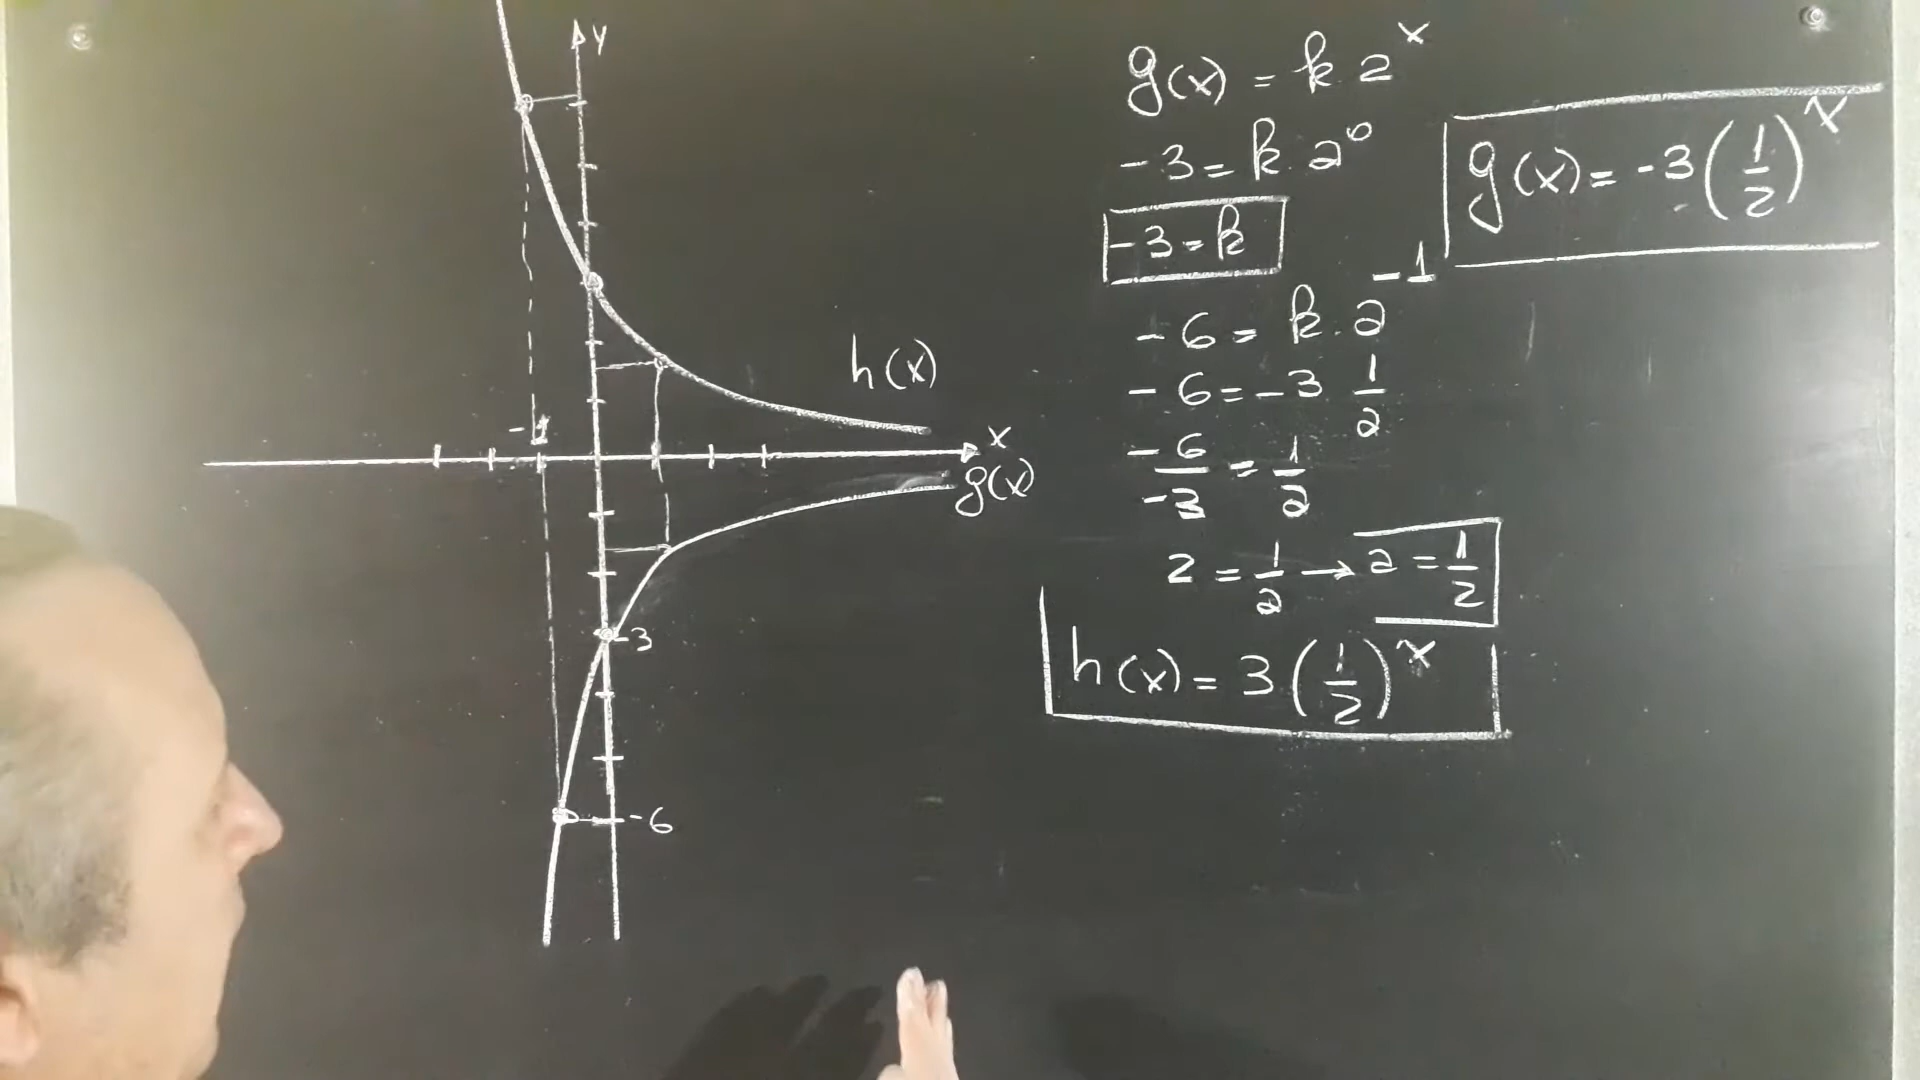 y
h(x)
-1
x
g(x)
-3
-6
g(x) = k a^x
-3 = k. a^0
-3 = k
-6 = k. a^-1
-6 = -3 1/a
-6/-3 = 1/a
2 = 1/a → a = 1/2
h(x) = 3 (1/2)^x
g(x) = -3 (1/2)^x